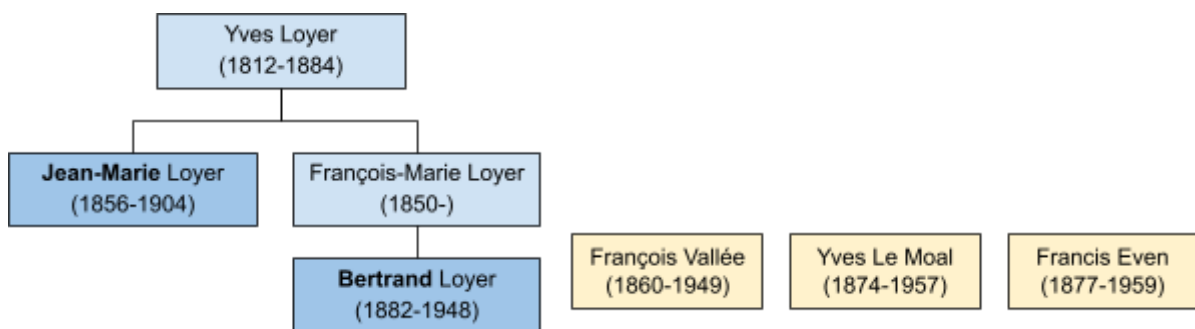 Yves Loyer
(1812-1884)
Jean-Marie Loyer
(1856-1904)
François-Marie Loyer
(1850-)
Bertrand Loyer
(1882-1948)
François Vallée
(1860-1949)
Yves Le Moal
(1874-1957)
Francis Even
(1877-1959)